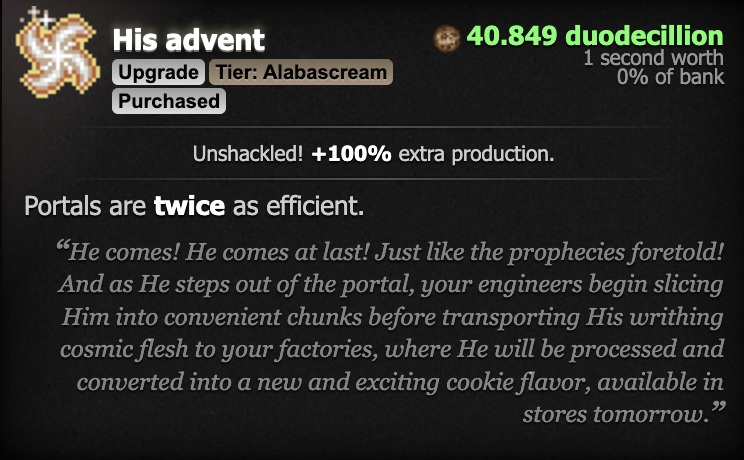 His advent
40.849 duodecillion
Upgrade Tier: Alabascream
1 second worth
0% of bank
Purchased
Unshackled! +100% extra production.
Portals are twice as efficient.
“He comes! He comes at last! Just like the prophecies foretold!
And as He steps out of the portal, your engineers begin slicing
Him into convenient chunks before transporting His writhing
cosmic flesh to your factories, where He will be processed and
converted into a new and exciting cookie flavor, available in
stores tomorrow.”